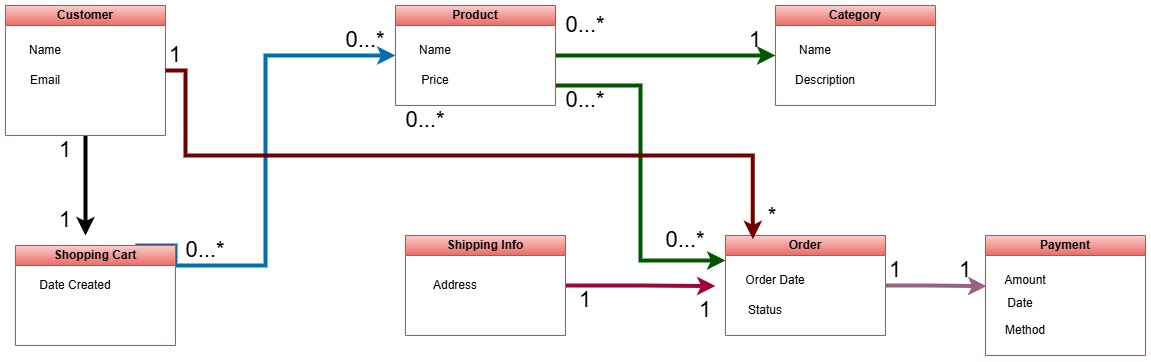 Customer
Name
Email
1
1
1
Shopping Cart
Date Created
0...*
0...*
Product
Name
Price
0...*
0...*
1
0...*
Category
Name
Description
*
0...*
Shipping Info
Address
1
1
Order
Order Date
Status
1
1
Payment
Amount
Date
Method